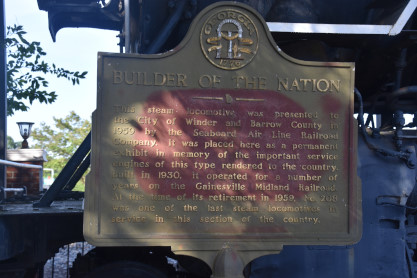 GEORGIA
1776
BUILDER OF THE NATION
This steam locomotive was presented to
the City of Winder and Barrow County in
1959 by the Seaboard Air Line Railroad
Company. It was placed here as a permanent
exhibit in memory of the important service
engines of this type rendered to the country.
Built in 1930, it operated for a number of
years on the Gainesville Midland Railroad.
At the time of its retirement in 1959, No. 208
was one of the last steam locomotives in
service in this section of the country.